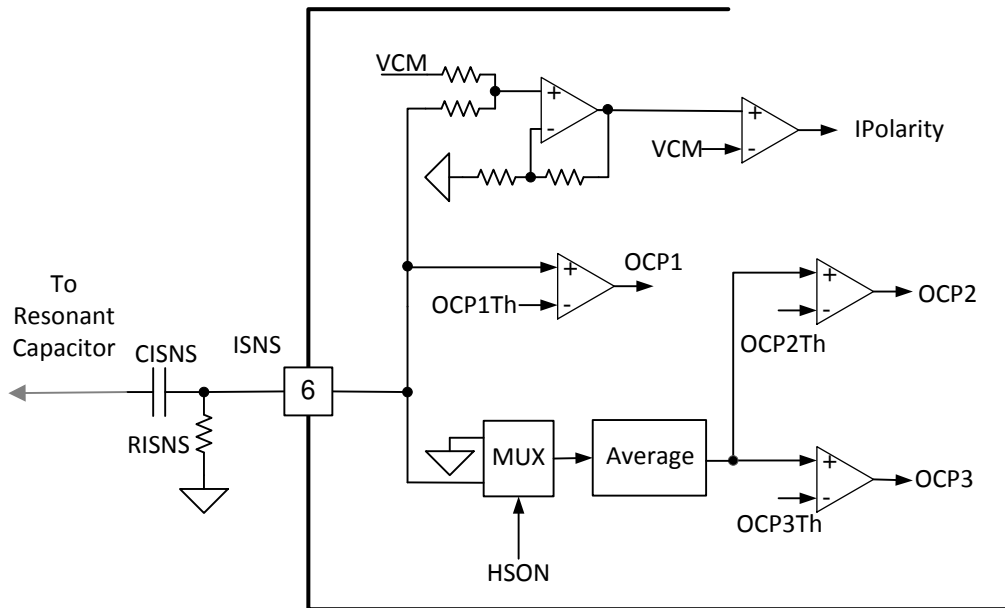 VCM
+
-
+
VCM
-
IPolarity
+
OCP1
OCP1Th
-
+
OCP2
-
OCP2Th
To
Resonant
Capacitor
CISNS
ISNS
6
RISNS
MUX
Average
+
OCP3
-
OCP3Th
HSON